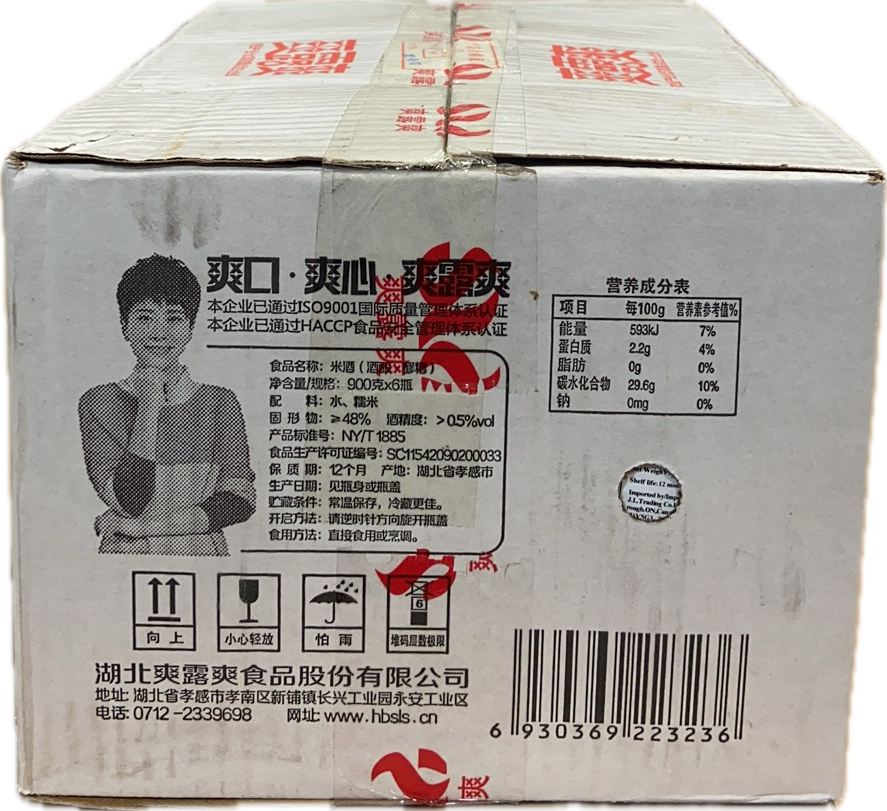 爽口·爽心·爽露爽
本企业已通过ISO9001国际质量管理体系认证
本企业已通过HACCP食品安全管理体系认证
食品名称：米酒（酒酿、醪糟）
净含量/规格：900克x6瓶
配 料：水、糯米
固 形 物：≥48% 酒精度：>0.5%vol
产品标准号：NY/T 1885
食品生产许可证编号：SC11542090200033
保 质 期：12个月 产地：湖北省孝感市
生产日期：见瓶身或瓶盖
贮藏条件：常温保存，冷藏更佳。
开启方法：请逆时针方向旋开瓶盖
食用方法：直接食用或烹调。
营养成分表
项目 每100g 营养素参考值%
能量 593kJ 7%
蛋白质 2.2g 4%
脂肪 0g 0%
碳水化合物 29.6g 10%
钠 0mg 0%
Shelf life:12
Imported by/
J.L.Trading Co.
ON,
向上 小心轻放 怕雨 堆码层数极限
6
湖北爽露爽食品股份有限公司
地址：湖北省孝感市孝南区新铺镇长兴工业园永安工业区
电话：0712-2339698 网址：www.hbsls.cn
6 930369 223236
爽露爽
爽
爽